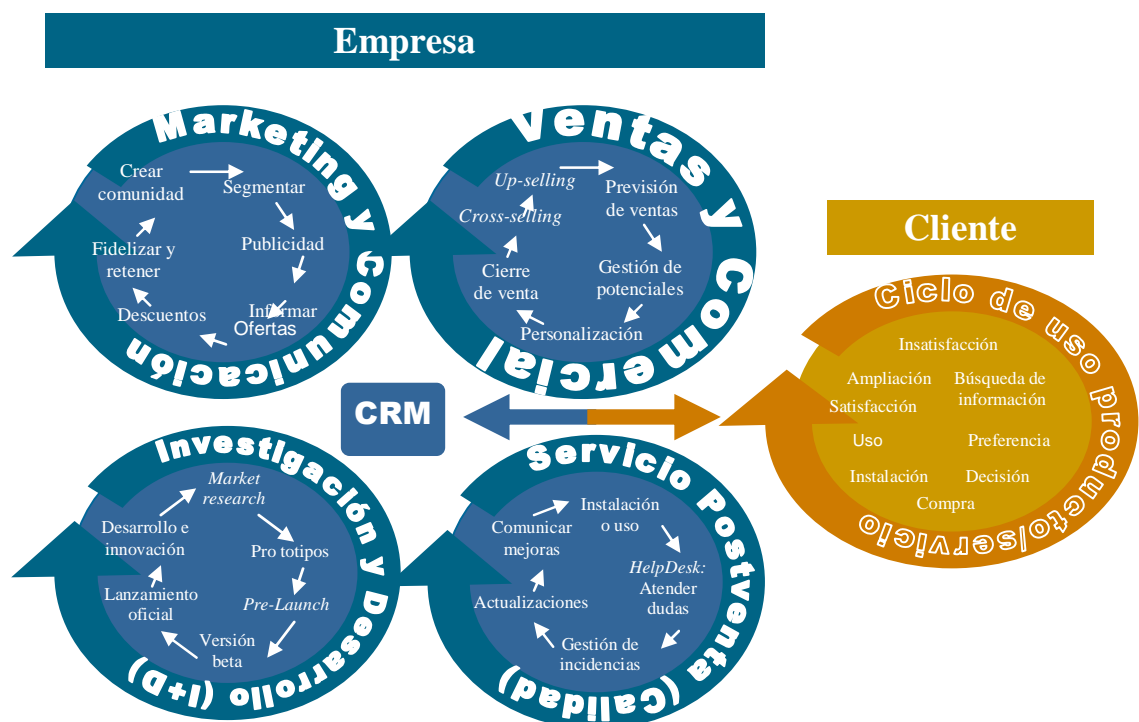 Empresa
Marketing y Comunicación
Crear
comunidad
Segmentar
Publicidad
Informar
Ofertas
Descuentos
Fidelizar y
retener
Ventas y Comercial
Up-selling
Previsión
de ventas
Gestión de
potenciales
Personalización
Cierre
de venta
Cross-selling
Cliente
Ciclo de uso producto/servicio
Insatisfacción
Búsqueda de
información
Preferencia
Decisión
Compra
Instalación
Uso
Satisfacción
Ampliación
CRM
Investigación y Desarrollo (I+D)
Market
research
Pro totipos
Pre-Launch
Versión
beta
Lanzamiento
oficial
Desarrollo e
innovación
Servicio Postventa (Calidad)
Instalación
o uso
HelpDesk:
Atender
dudas
Gestión de
incidencias
Actualizaciones
Comunicar
mejoras